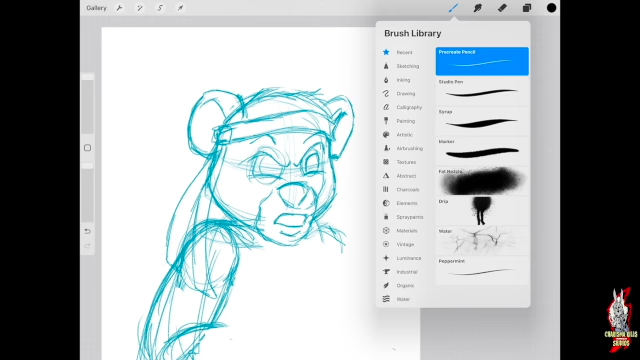 Gallery
Brush Library
Recent
Sketching
Inking
Drawing
Calligraphy
Painting
Artistic
Airbrushing
Textures
Abstract
Charcoals
Elements
Spraypaints
Materials
Vintage
Luminance
Industrial
Organic
Water
Procreate Pencil
Studio Pen
Syrup
Marker
Fat Nozzle
Drip
Water
Peppermint
STUDIOS